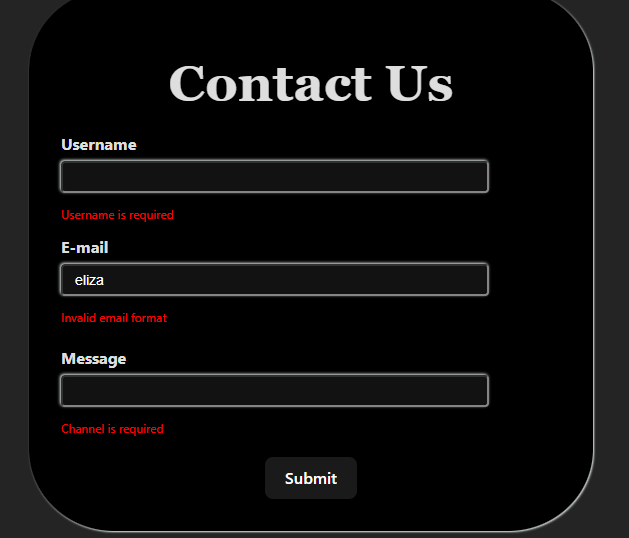 Contact Us
Username
Username is required
E-mail
eliza
Invalid email format
Message
Channel is required
Submit